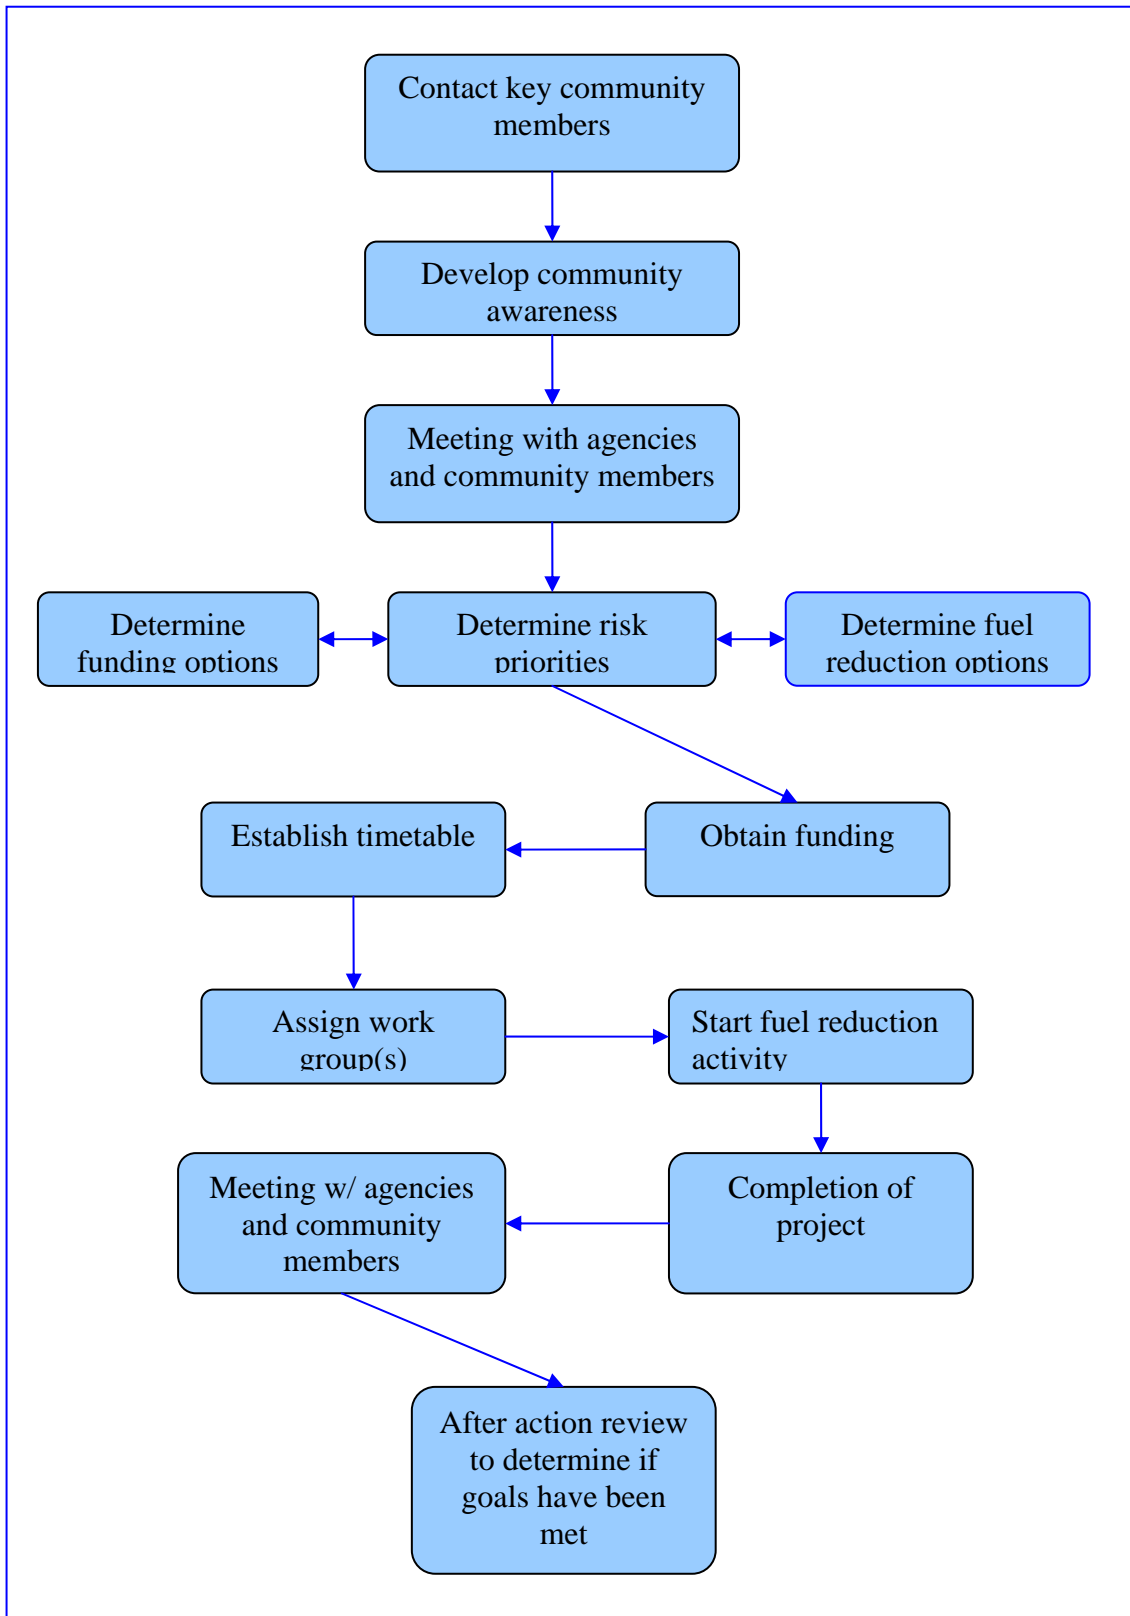 Contact key community
members
Develop community
awareness
Meeting with agencies
and community members
Determine
funding options
Determine risk
priorities
Determine fuel
reduction options
Establish timetable
Obtain funding
Assign work
group(s)
Start fuel reduction
activity
Meeting w/ agencies
and community
members
Completion of
project
After action review
to determine if
goals have been
met